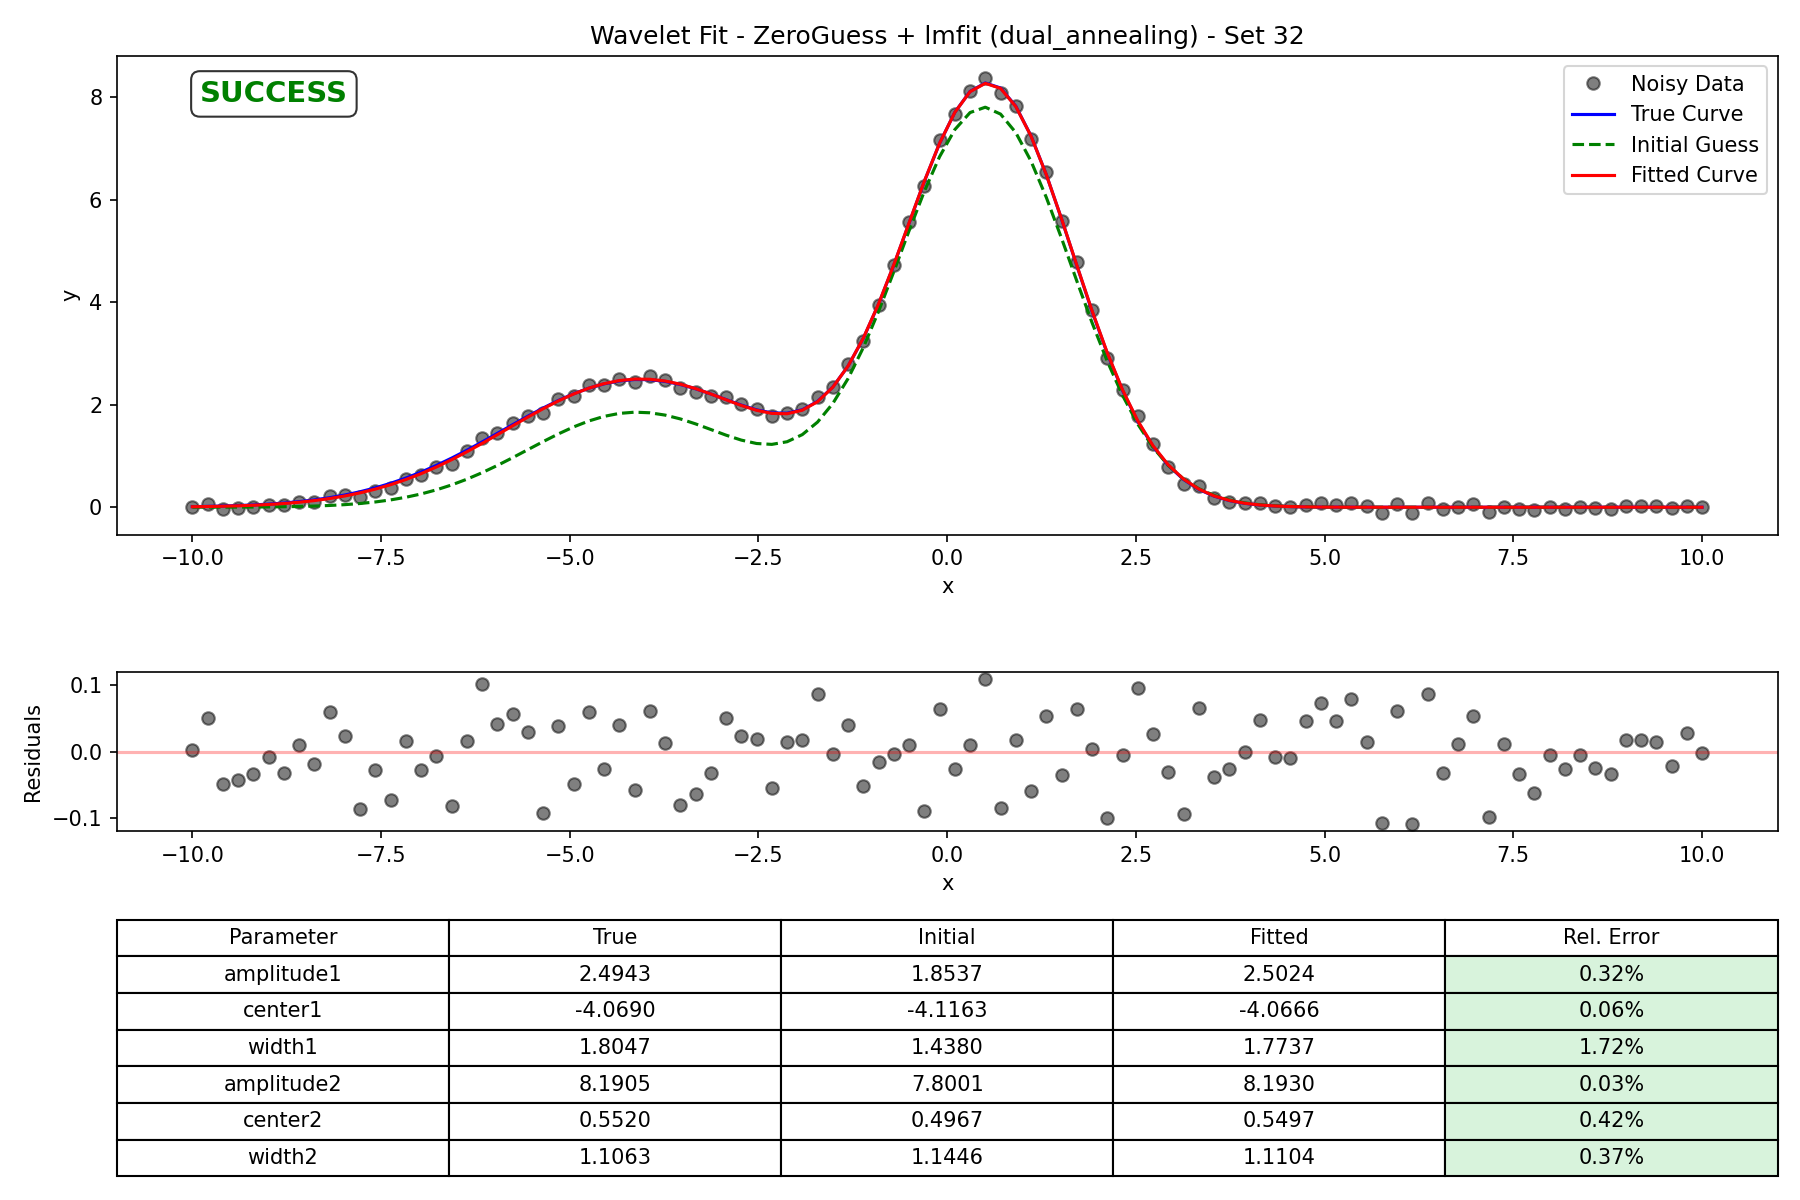 Wavelet Fit - ZeroGuess + lmfit (dual_annealing) - Set 32
SUCCESS
Noisy Data
True Curve
Initial Guess
Fitted Curve
y
8
6
4
2
0
−10.0 −7.5 −5.0 −2.5 0.0 2.5 5.0 7.5 10.0
x
Residuals
0.1
0.0
−0.1
−10.0 −7.5 −5.0 −2.5 0.0 2.5 5.0 7.5 10.0
x
Parameter True Initial Fitted Rel. Error
amplitude1 2.4943 1.8537 2.5024 0.32%
center1 -4.0690 -4.1163 -4.0666 0.06%
width1 1.8047 1.4380 1.7737 1.72%
amplitude2 8.1905 7.8001 8.1930 0.03%
center2 0.5520 0.4967 0.5497 0.42%
width2 1.1063 1.1446 1.1104 0.37%